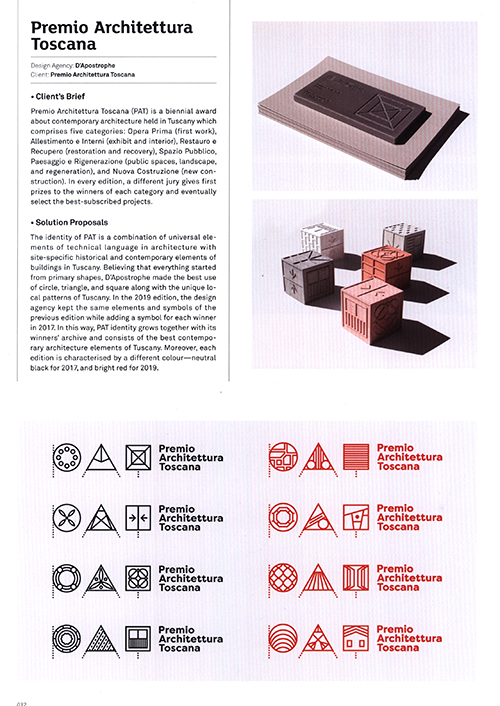 Premio Architettura
Toscana
Design Agency: D'Apostrophe
Client: Premio Architettura Toscana
• Client's Brief
Premio Architettura Toscana (PAT) is a biennial award
about contemporary architecture held in Tuscany which
comprises five categories: Opera Prima (first work),
Allestimento e Interni (exhibit and interior), Restauro e
Recupero (restoration and recovery), Spazio Pubblico,
Paesaggio e Rigenerazione (public spaces, landscape,
and regeneration), and Nuova Costruzione (new con-
struction). In every edition, a different jury gives first
prizes to the winners of each category and eventually
select the best-subscribed projects.
• Solution Proposals
The identity of PAT is a combination of universal ele-
ments of technical language in architecture with
site-specific historical and contemporary elements of
buildings in Tuscany. Believing that everything started
from primary shapes, D'Apostrophe made the best use
of circle, triangle, and square along with the unique lo-
cal patterns of Tuscany. In the 2019 edition, the design
agency kept the same elements and symbols of the
previous edition while adding a symbol for each winner
in 2017. In this way, PAT identity grows together with its
winners' archive and consists of the best contempo-
rary architecture elements of Tuscany. Moreover, each
edition is characterised by a different colour—neutral
black for 2017, and bright red for 2019.
Premio
Architettura
Toscana
Premio
Architettura
Toscana
Premio
Architettura
Toscana
Premio
Architettura
Toscana
Premio
Architettura
Toscana
Premio
Architettura
Toscana
Premio
Architettura
Toscana
Premio
Architettura
Toscana